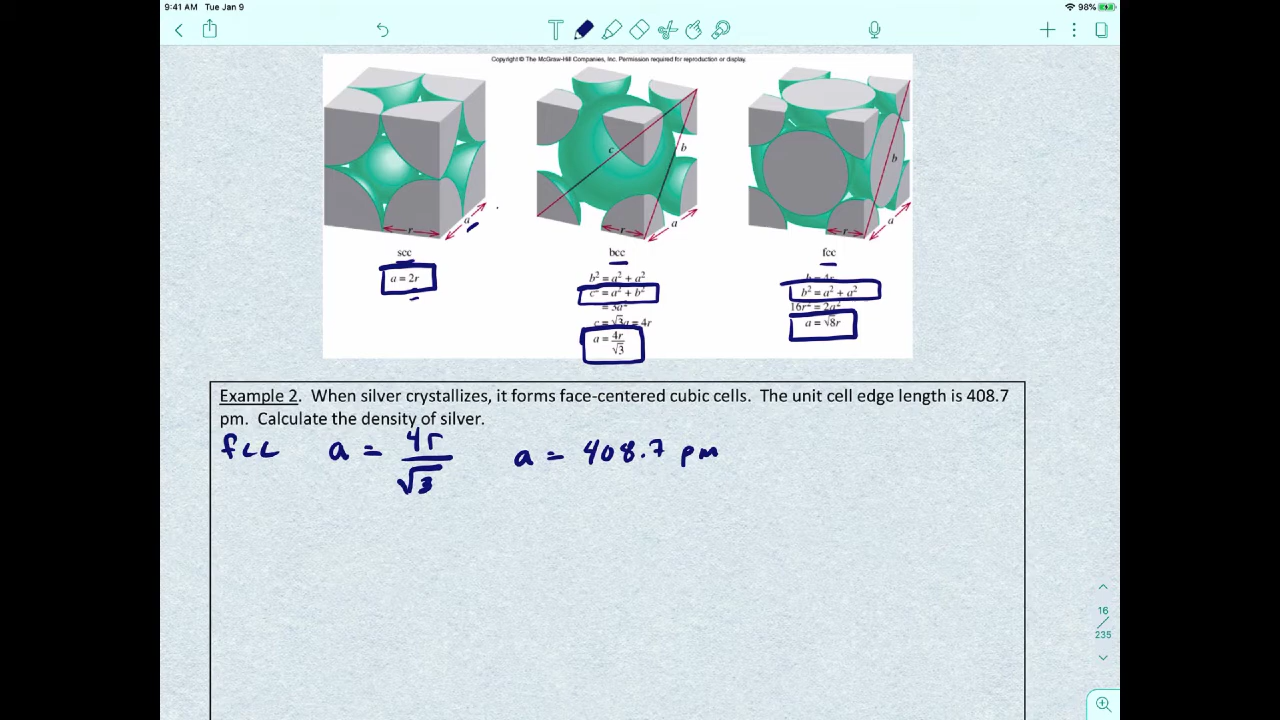 9:41 AM Tue Jan 9
98%
T
Copyright © The McGraw-Hill Companies, Inc. Permission required for reproduction or display.
r a
c b r a
b r a
scc
a = 2r
bcc
b² = a² + a²
c² = a² + b²
= 3a²
c = √3a = 4r
a = 4r/√3
fcc
b = 4r
b² = a² + a²
16r² = 2a²
a = √8r
Example 2. When silver crystallizes, it forms face-centered cubic cells. The unit cell edge length is 408.7
pm. Calculate the density of silver.
fcc a = 4r/√3 a = 408.7 pm
16
/
235